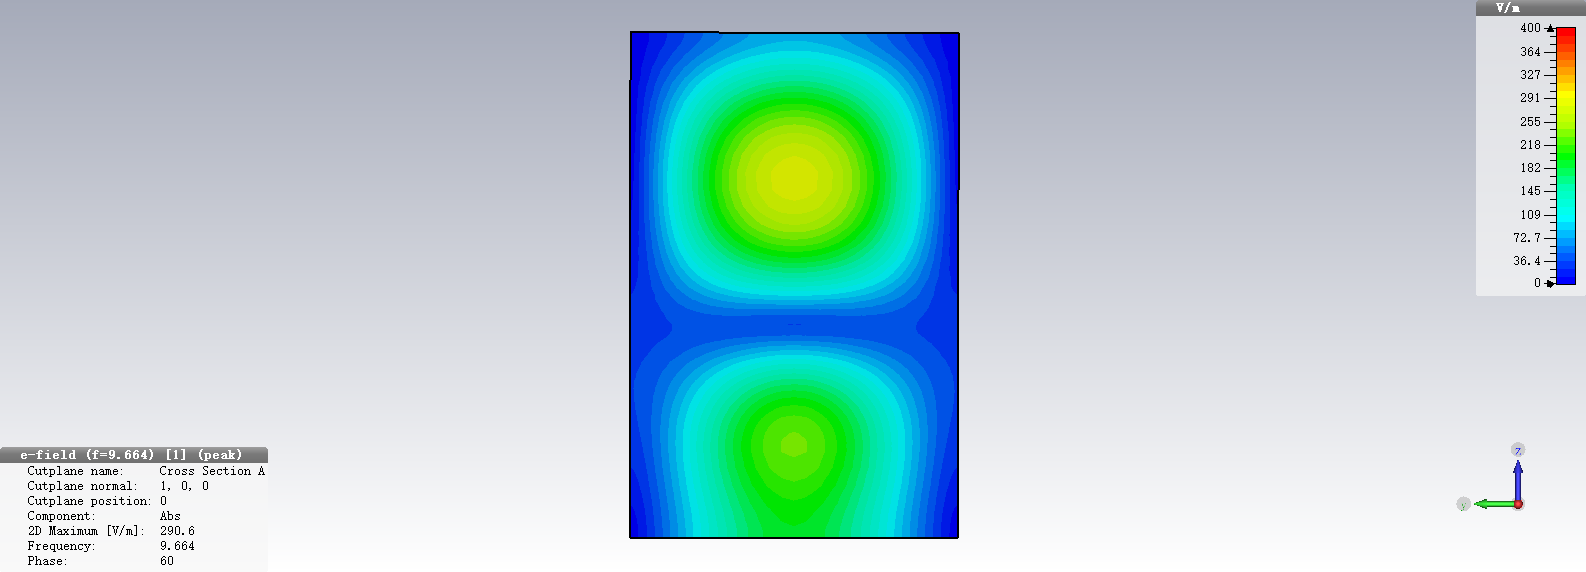 V/m
400
364
327
291
255
218
182
145
109
72.7
36.4
0
e-field (f=9.664) [1] (peak)
Cutplane name: Cross Section A
Cutplane normal: 1, 0, 0
Cutplane position: 0
Component: Abs
2D Maximum [V/m]: 290.6
Frequency: 9.664
Phase: 60
z
y